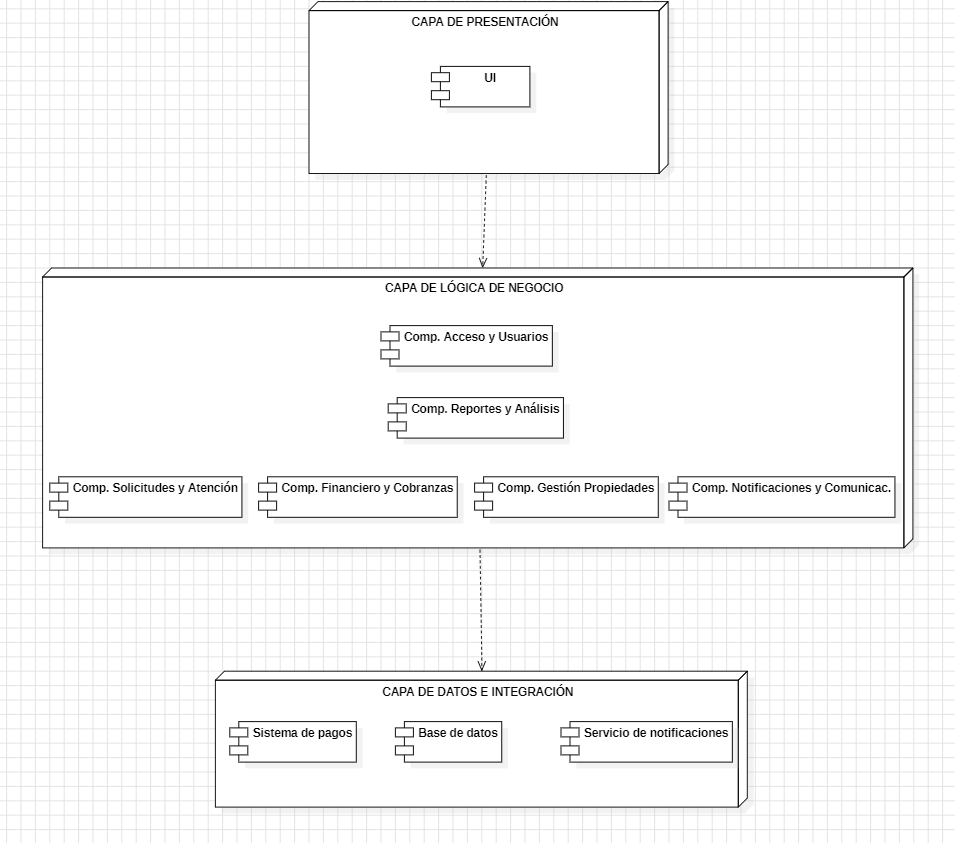 CAPA DE PRESENTACIÓN
UI
CAPA DE LÓGICA DE NEGOCIO
Comp. Acceso y Usuarios
Comp. Reportes y Análisis
Comp. Solicitudes y Atención
Comp. Financiero y Cobranzas
Comp. Gestión Propiedades
Comp. Notificaciones y Comunicac.
CAPA DE DATOS E INTEGRACIÓN
Sistema de pagos
Base de datos
Servicio de notificaciones